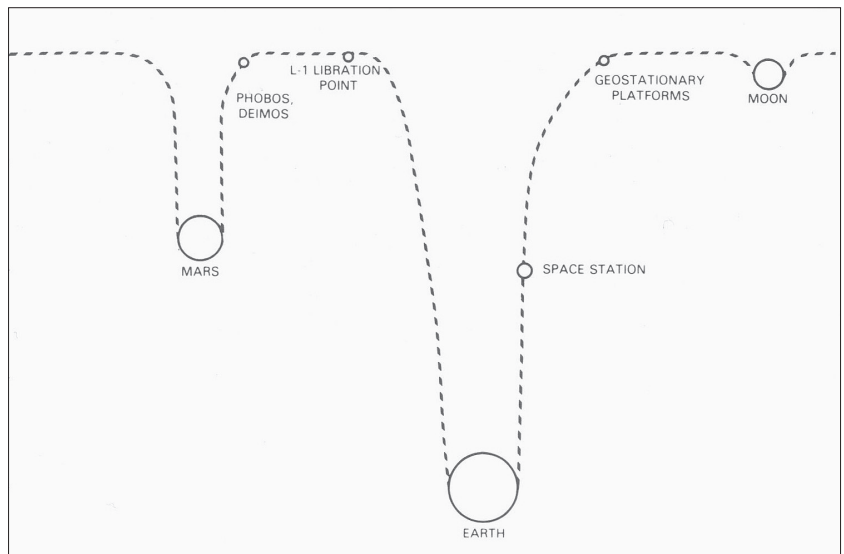 L-1 LIBRATION
POINT
PHOBOS,
DEIMOS
GEOSTATIONARY
PLATFORMS
MOON
MARS
SPACE STATION
EARTH